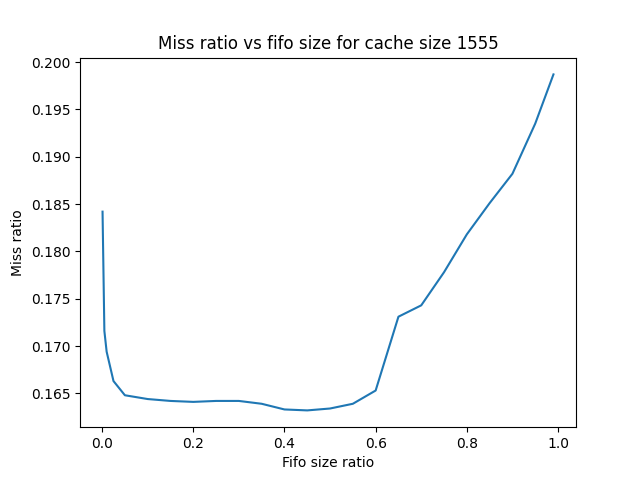 Miss ratio vs fifo size for cache size 1555
0.200
0.195
0.190
0.185
0.180
0.175
0.170
0.165
Miss ratio
0.0 0.2 0.4 0.6 0.8 1.0
Fifo size ratio